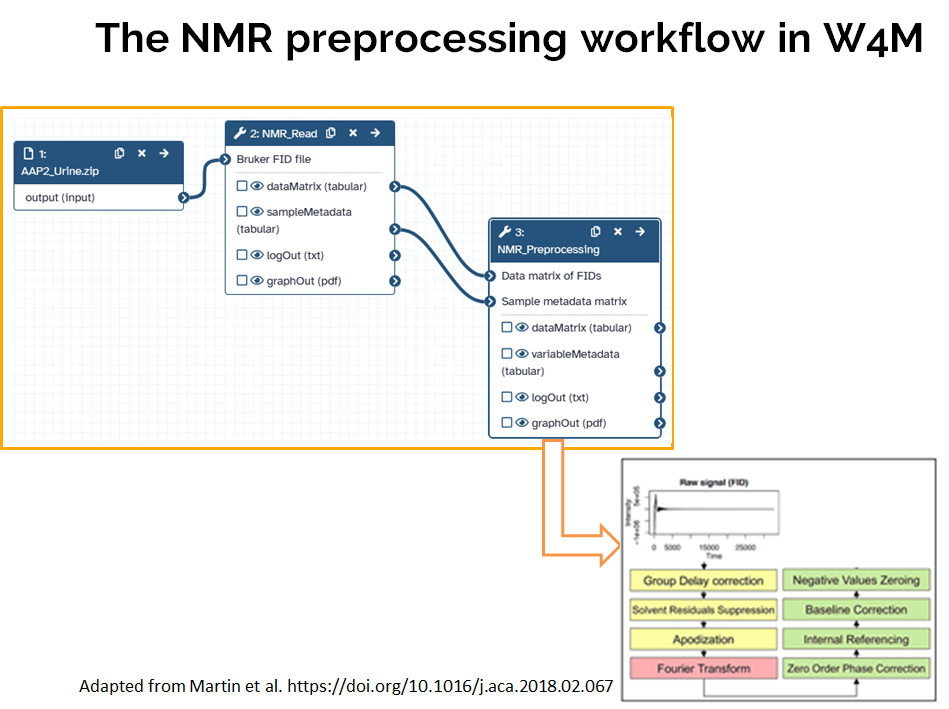 The NMR preprocessing workflow in W4M
1:
AAP2_Urine.zip
output (input)
2: NMR_Read
Bruker FID file
dataMatrix (tabular)
sampleMetadata
(tabular)
logOut (txt)
graphOut (pdf)
3:
NMR_Preprocessing
Data matrix of FIDs
Sample metadata matrix
dataMatrix (tabular)
variableMetadata
(tabular)
logOut (txt)
graphOut (pdf)
Raw signal (FID)
Intensity
-1e+06 5e+05
0 5000 15000 25000
Time
Group Delay correction
Solvent Residuals Suppression
Apodization
Fourier Transform
Negative Values Zeroing
Baseline Correction
Internal Referencing
Zero Order Phase Correction
Adapted from Martin et al. https://doi.org/10.1016/j.aca.2018.02.067